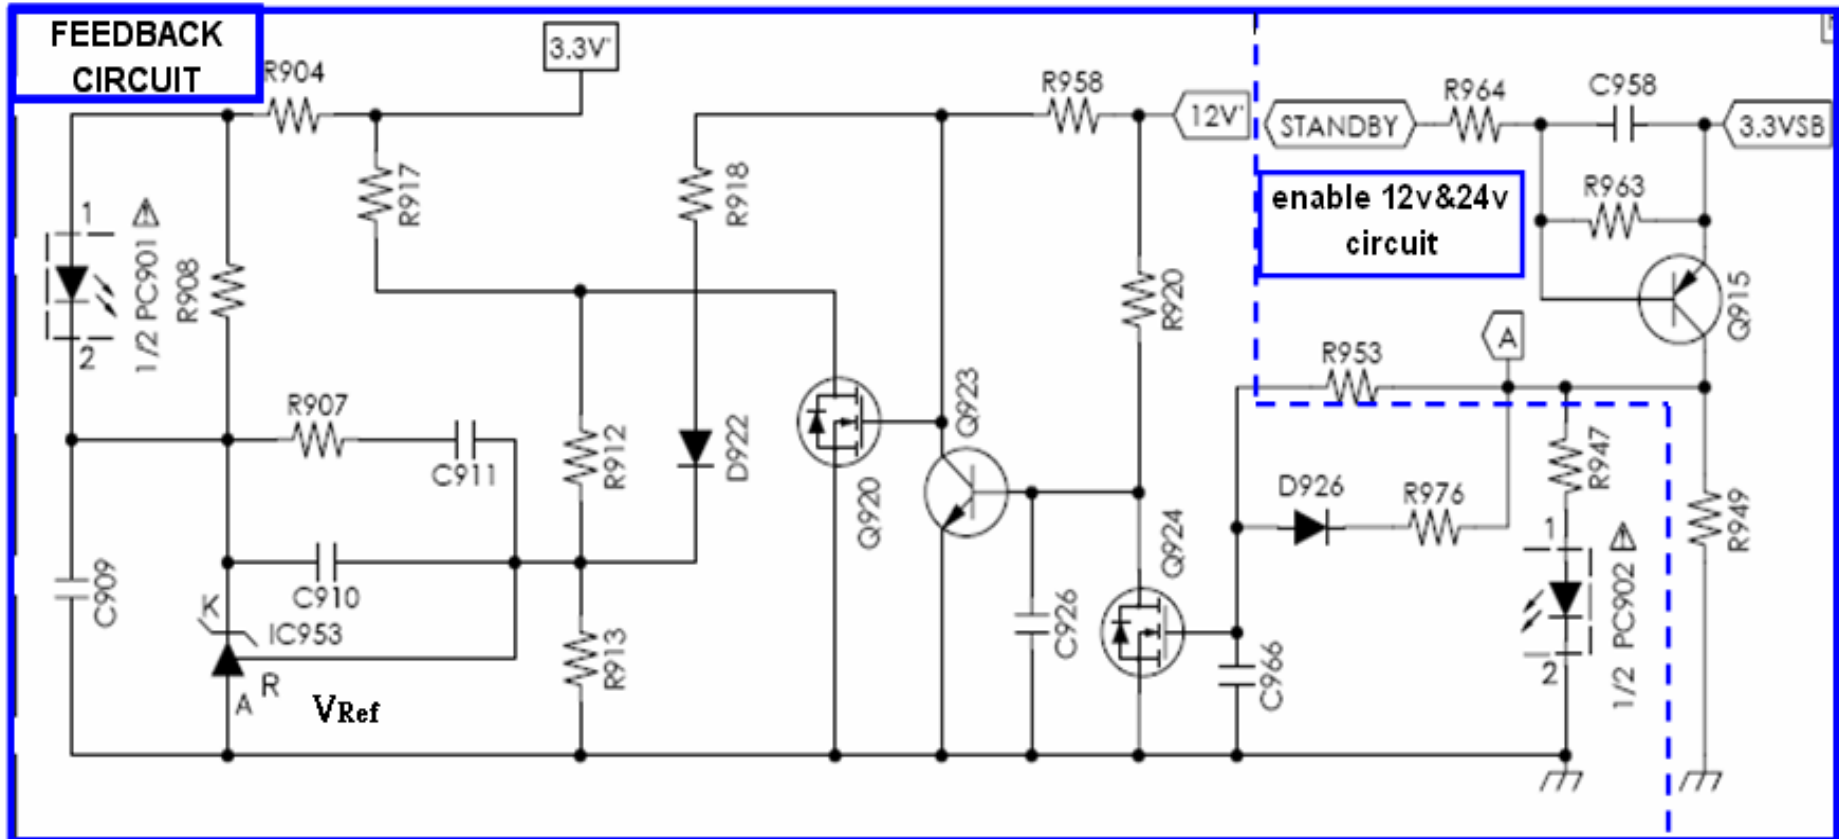 FEEDBACK
CIRCUIT
R904
3.3V'
R958
12V'
STANDBY
R964
C958
3.3VSB
R917
R918
enable 12v&24v
circuit
R963
1
1/2 PC901
R908
2
R920
Q915
A
R953
R907
C911
R912
D922
Q920
Q923
D926
R976
R947
R949
C909
C910
K
IC953
R
A
VRef
R913
C926
Q924
C966
1
2
1/2 PC902